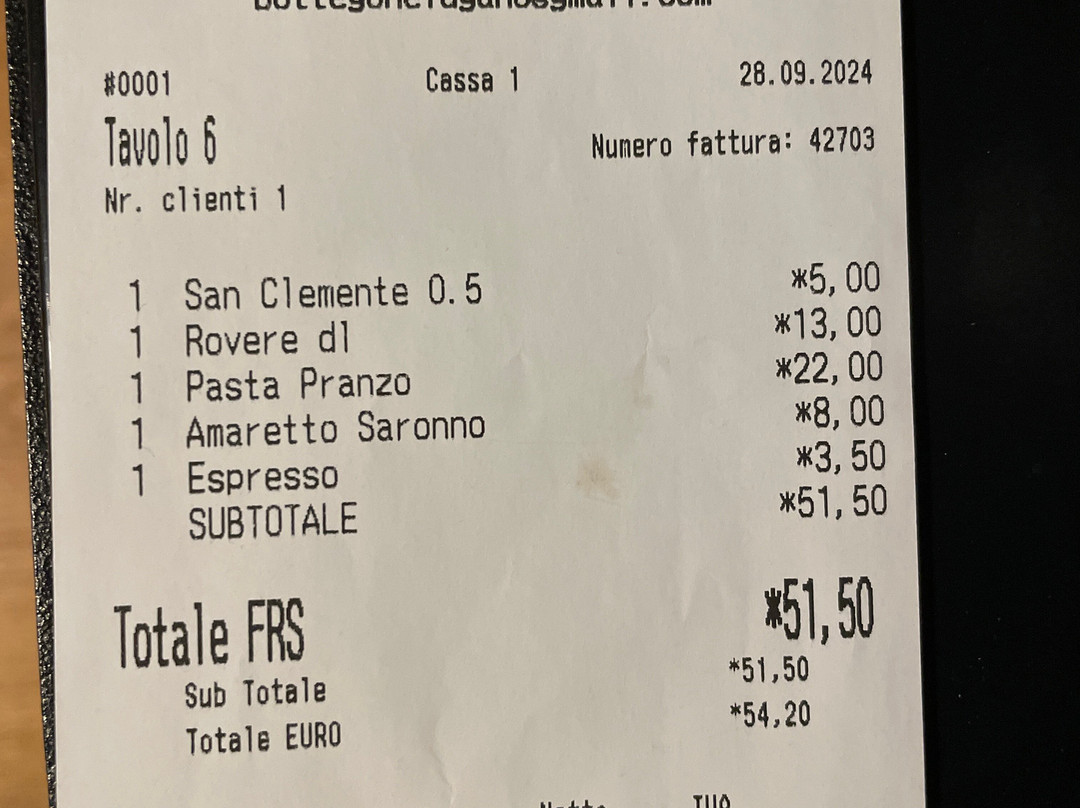 #0001 Cassa 1 28.09.2024
Tavolo 6 Numero fattura: 42703
Nr. clienti 1
1 San Clemente 0.5 *5,00
1 Rovere dl *13,00
1 Pasta Pranzo *22,00
1 Amaretto Saronno *8,00
1 Espresso *3,50
SUBTOTALE *51,50
Totale FRS *51,50
Sub Totale *51,50
Totale EURO *54,20